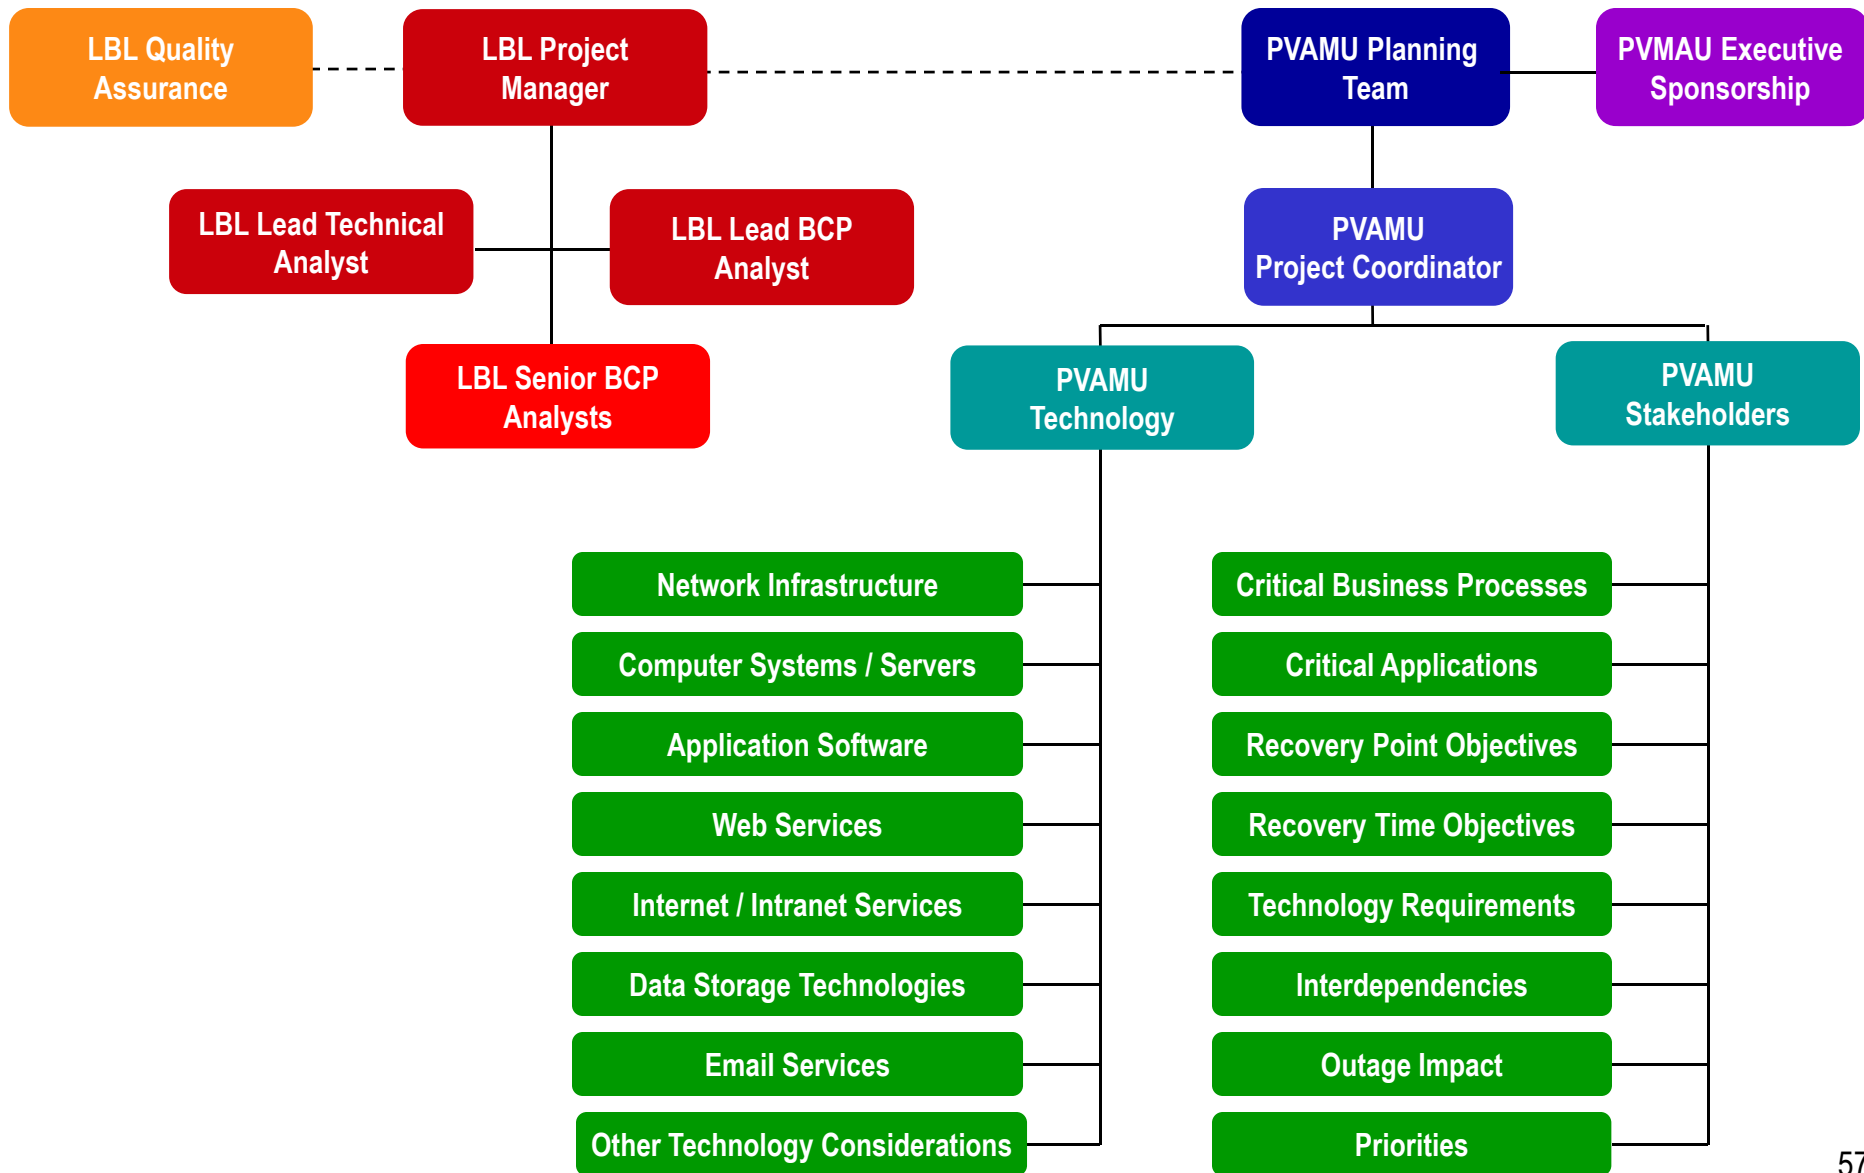 LBL Quality
Assurance
LBL Project
Manager
PVAMU Planning
Team
PVMAU Executive
Sponsorship
LBL Lead Technical
Analyst
LBL Lead BCP
Analyst
PVAMU
Project Coordinator
LBL Senior BCP
Analysts
PVAMU
Technology
PVAMU
Stakeholders
Network Infrastructure
Computer Systems / Servers
Application Software
Web Services
Internet / Intranet Services
Data Storage Technologies
Email Services
Other Technology Considerations
Critical Business Processes
Critical Applications
Recovery Point Objectives
Recovery Time Objectives
Technology Requirements
Interdependencies
Outage Impact
Priorities
57